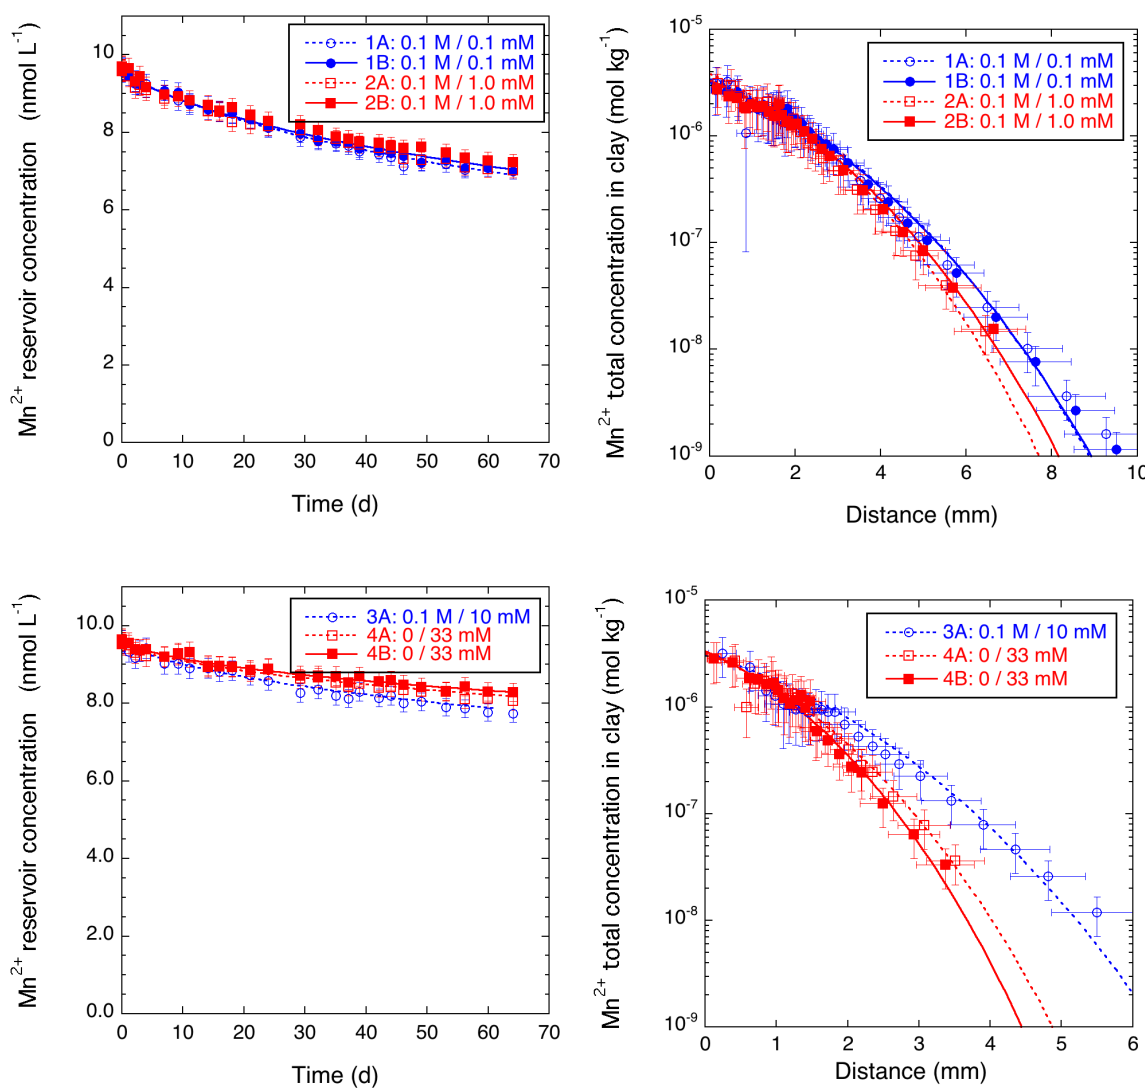 Mn²⁺ reservoir concentration (nmol L⁻¹)
10
8
6
4
2
0
1A: 0.1 M / 0.1 mM
1B: 0.1 M / 0.1 mM
2A: 0.1 M / 1.0 mM
2B: 0.1 M / 1.0 mM
0 10 20 30 40 50 60 70
Time (d)
Mn²⁺ total concentration in clay (mol kg⁻¹)
10⁻⁵
10⁻⁶
10⁻⁷
10⁻⁸
10⁻⁹
1A: 0.1 M / 0.1 mM
1B: 0.1 M / 0.1 mM
2A: 0.1 M / 1.0 mM
2B: 0.1 M / 1.0 mM
0 2 4 6 8 10
Distance (mm)
Mn²⁺ reservoir concentration (nmol L⁻¹)
10.0
8.0
6.0
4.0
2.0
0.0
3A: 0.1 M / 10 mM
4A: 0 / 33 mM
4B: 0 / 33 mM
0 10 20 30 40 50 60 70
Time (d)
Mn²⁺ total concentration in clay (mol kg⁻¹)
10⁻⁵
10⁻⁶
10⁻⁷
10⁻⁸
10⁻⁹
3A: 0.1 M / 10 mM
4A: 0 / 33 mM
4B: 0 / 33 mM
0 1 2 3 4 5 6
Distance (mm)